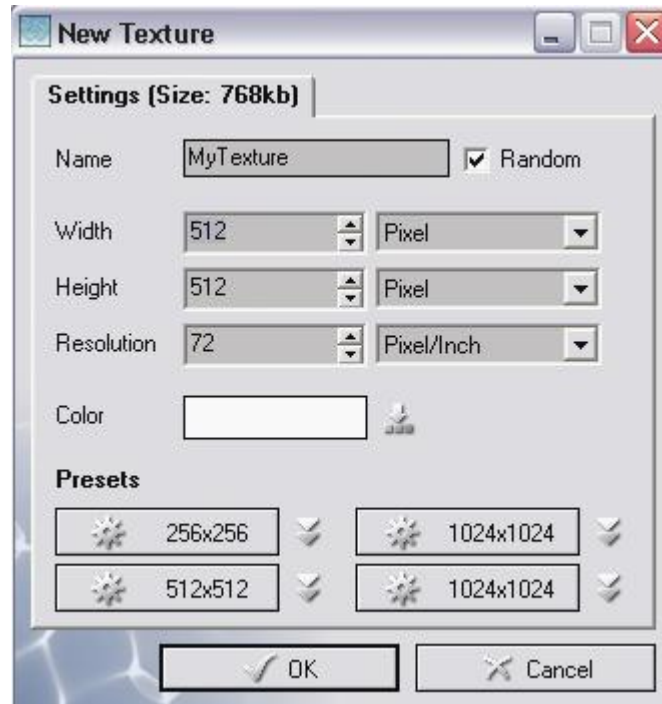 New Texture
Settings (Size: 768kb)
Name MyTexture Random
Width 512 Pixel
Height 512 Pixel
Resolution 72 Pixel/Inch
Color
Presets
256x256 1024x1024
512x512 1024x1024
OK Cancel